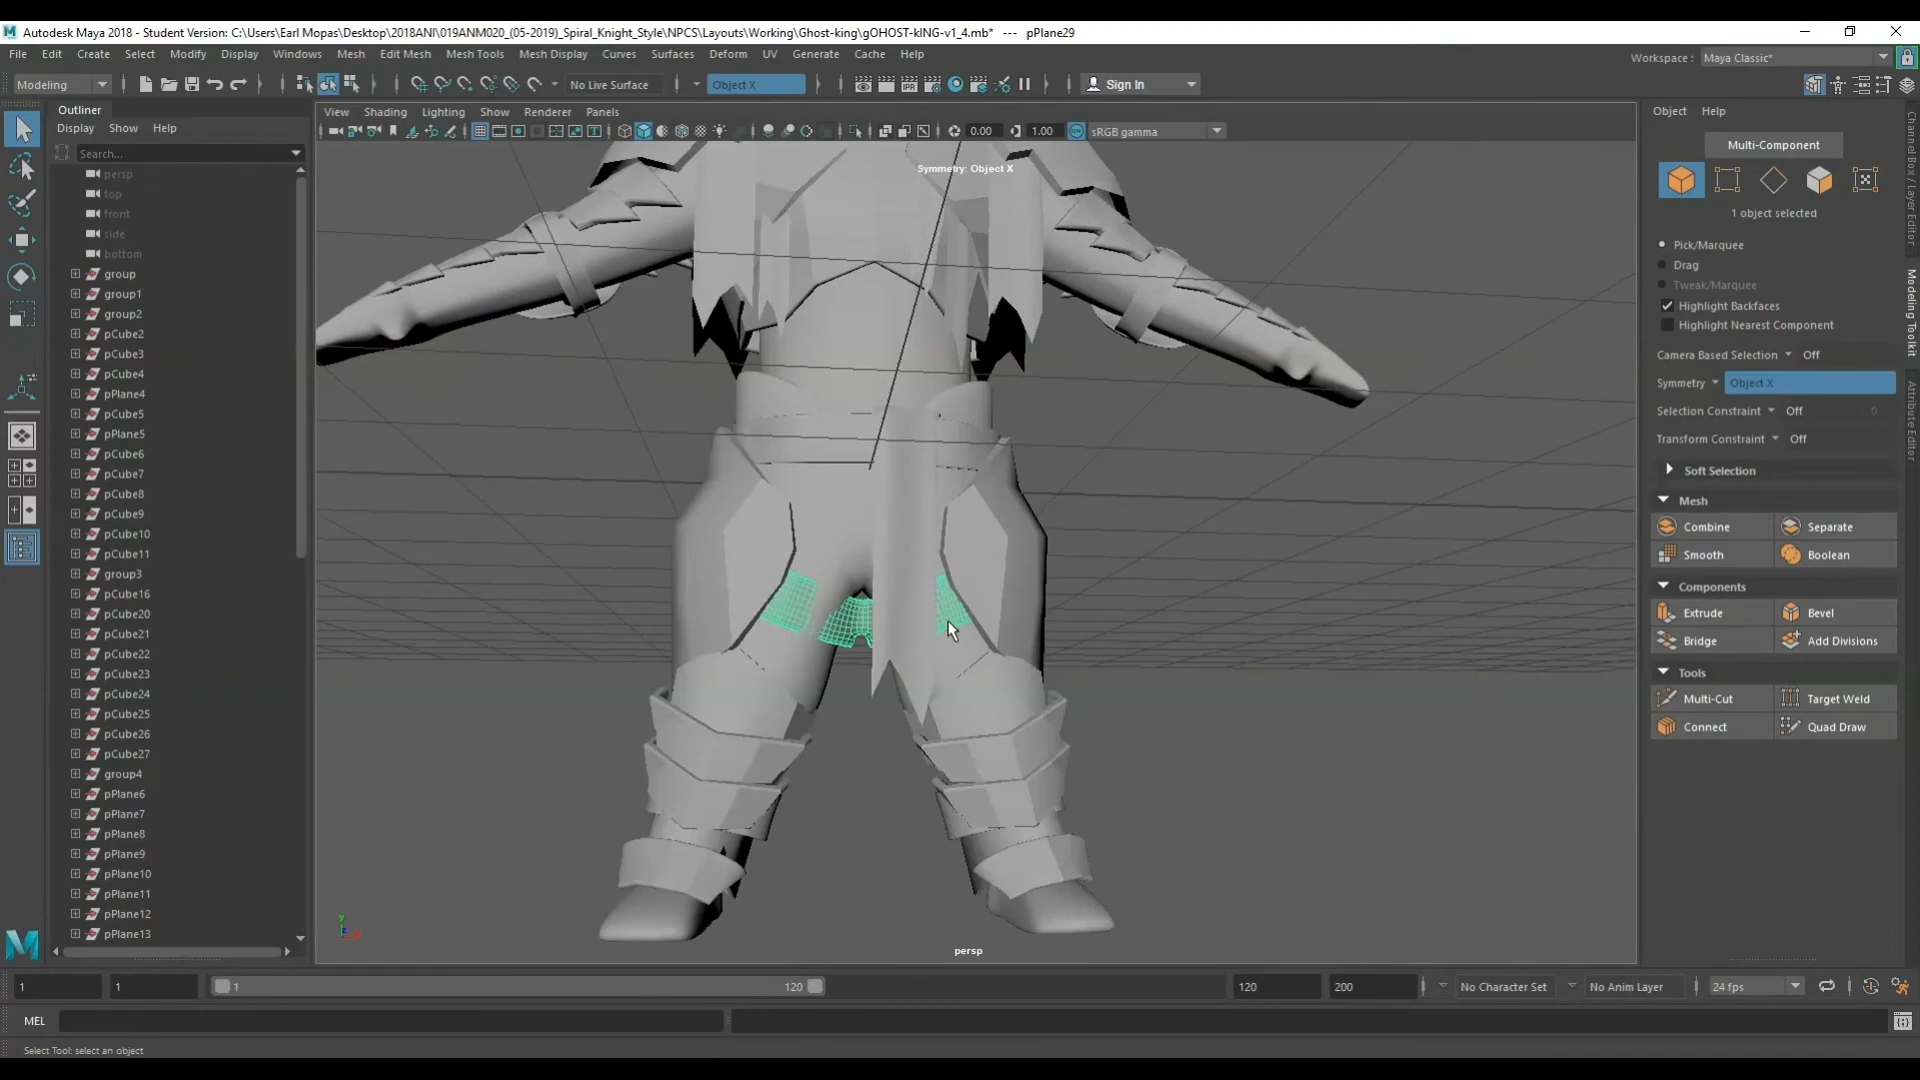 Autodesk Maya 2018 - Student Version: C:\Users\Earl Mopas\Desktop\2018ANI\019ANM020_(05-2019)_Spiral_Knight_Style\NPCS\Layouts\Working\Ghost-king\gOHOST-kING-v1_4.mb* --- pPlane29
File Edit Create Select Modify Display Windows Mesh Edit Mesh Mesh Tools Mesh Display Curves Surfaces Deform UV Generate Cache Help
Workspace : Maya Classic*
Modeling No Live Surface Object X Sign In
Outliner
Display Show Help
Search...
persp
top
front
side
bottom
group
group1
group2
pCube2
pCube3
pCube4
pPlane4
pCube5
pPlane5
pCube6
pCube7
pCube8
pCube9
pCube10
pCube11
group3
pCube16
pCube20
pCube21
pCube22
pCube23
pCube24
pCube25
pCube26
pCube27
group4
pPlane6
pPlane7
pPlane8
pPlane9
pPlane10
pPlane11
pPlane12
pPlane13
View Shading Lighting Show Renderer Panels
0.00 1.00 sRGB gamma
Symmetry: Object X
persp
Object Help
Multi-Component
1 object selected
Pick/Marquee
Drag
Tweak/Marquee
Highlight Backfaces
Highlight Nearest Component
Camera Based Selection Off
Symmetry Object X
Selection Constraint Off 0
Transform Constraint Off
Soft Selection
Mesh
Combine Separate
Smooth Boolean
Components
Extrude Bevel
Bridge Add Divisions
Tools
Multi-Cut Target Weld
Connect Quad Draw
Channel Box / Layer Editor
Modeling Toolkit
Attribute Editor
1 1 1 120 120 200 No Character Set No Anim Layer 24 fps
MEL
Select Tool: select an object